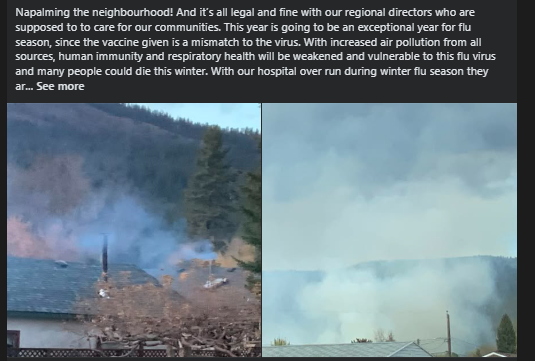 Napalming the neighbourhood! And it's all legal and fine with our regional directors who are
supposed to to care for our communities. This year is going to be an exceptional year for flu
season, since the vaccine given is a mismatch to the virus. With increased air pollution from all
sources, human immunity and respiratory health will be weakened and vulnerable to this flu virus
and many people could die this winter. With our hospital over run during winter flu season they
ar... See more